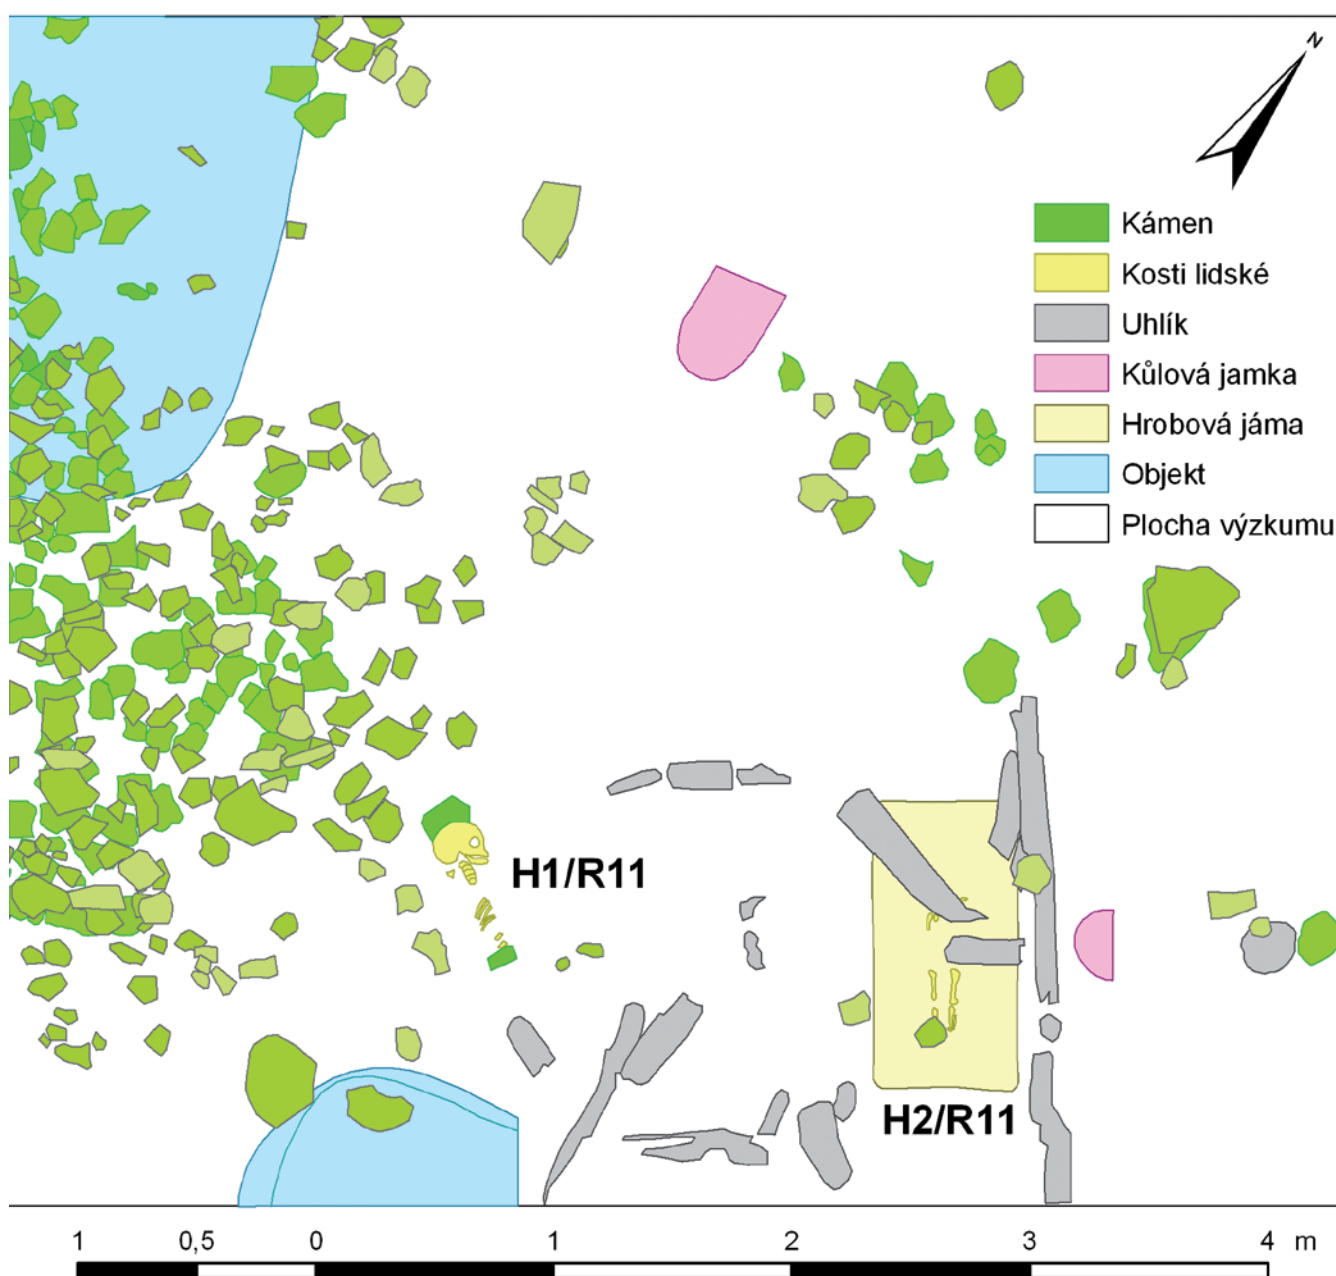 N
Kámen
Kosti lidské
Uhlík
Kůlová jamka
Hrobová jáma
Objekt
Plocha výzkumu
H1/R11
H2/R11
1 0,5 0 1 2 3 4 m